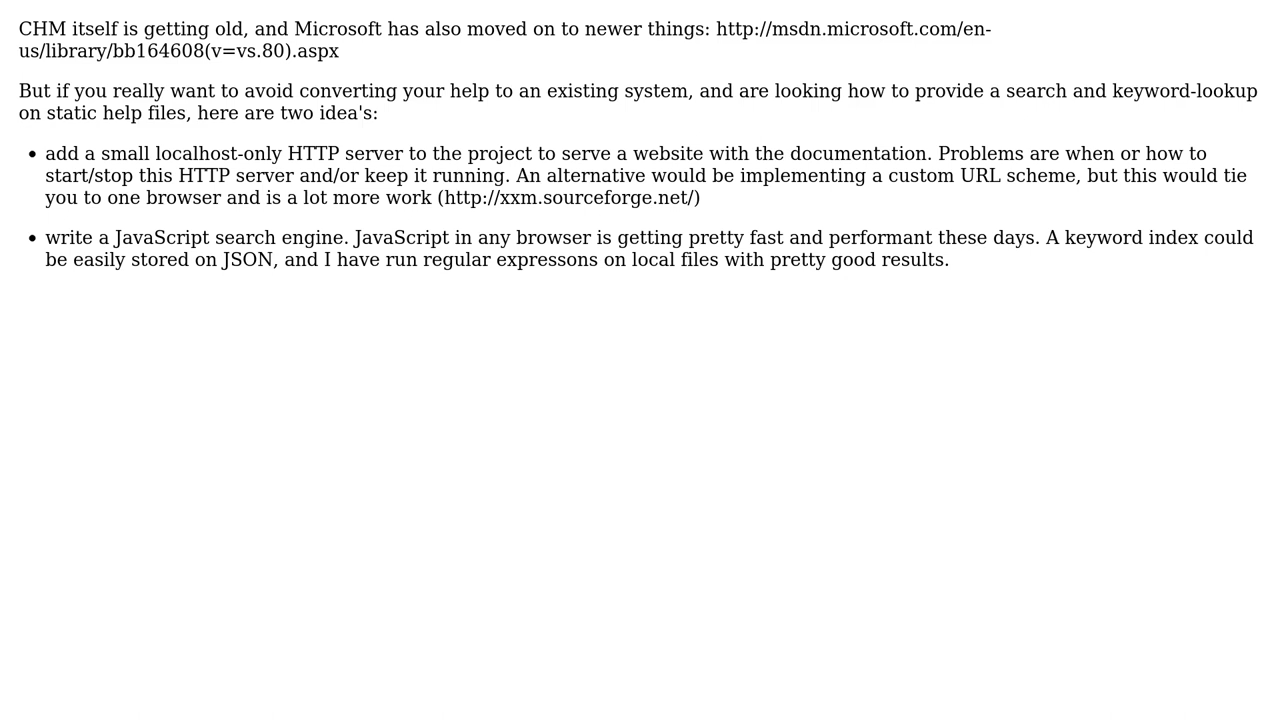 CHM itself is getting old, and Microsoft has also moved on to newer things: http://msdn.microsoft.com/en-
us/library/bb164608(v=vs.80).aspx
But if you really want to avoid converting your help to an existing system, and are looking how to provide a search and keyword-lookup
on static help files, here are two idea's:
• add a small localhost-only HTTP server to the project to serve a website with the documentation. Problems are when or how to
start/stop this HTTP server and/or keep it running. An alternative would be implementing a custom URL scheme, but this would tie
you to one browser and is a lot more work (http://xxm.sourceforge.net/)
• write a JavaScript search engine. JavaScript in any browser is getting pretty fast and performant these days. A keyword index could
be easily stored on JSON, and I have run regular expressons on local files with pretty good results.